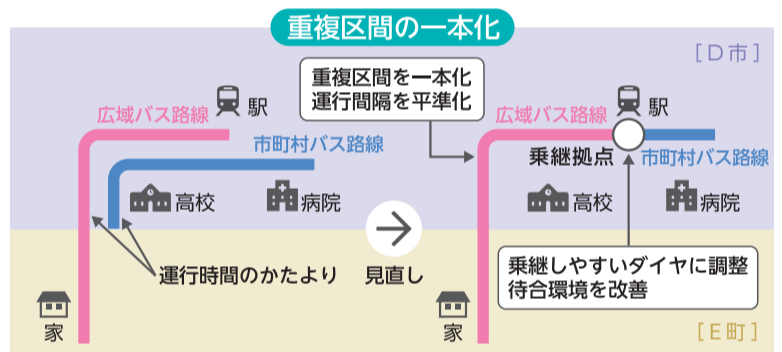 重複区間の一本化
[D市]
駅
広域バス路線
市町村バス路線
高校
病院
運行時間のかたより
家
見直し
重複区間を一本化
運行間隔を平準化
駅
広域バス路線
乗継拠点
市町村バス路線
高校
病院
乗継しやすいダイヤに調整
待合環境を改善
家
[E町]